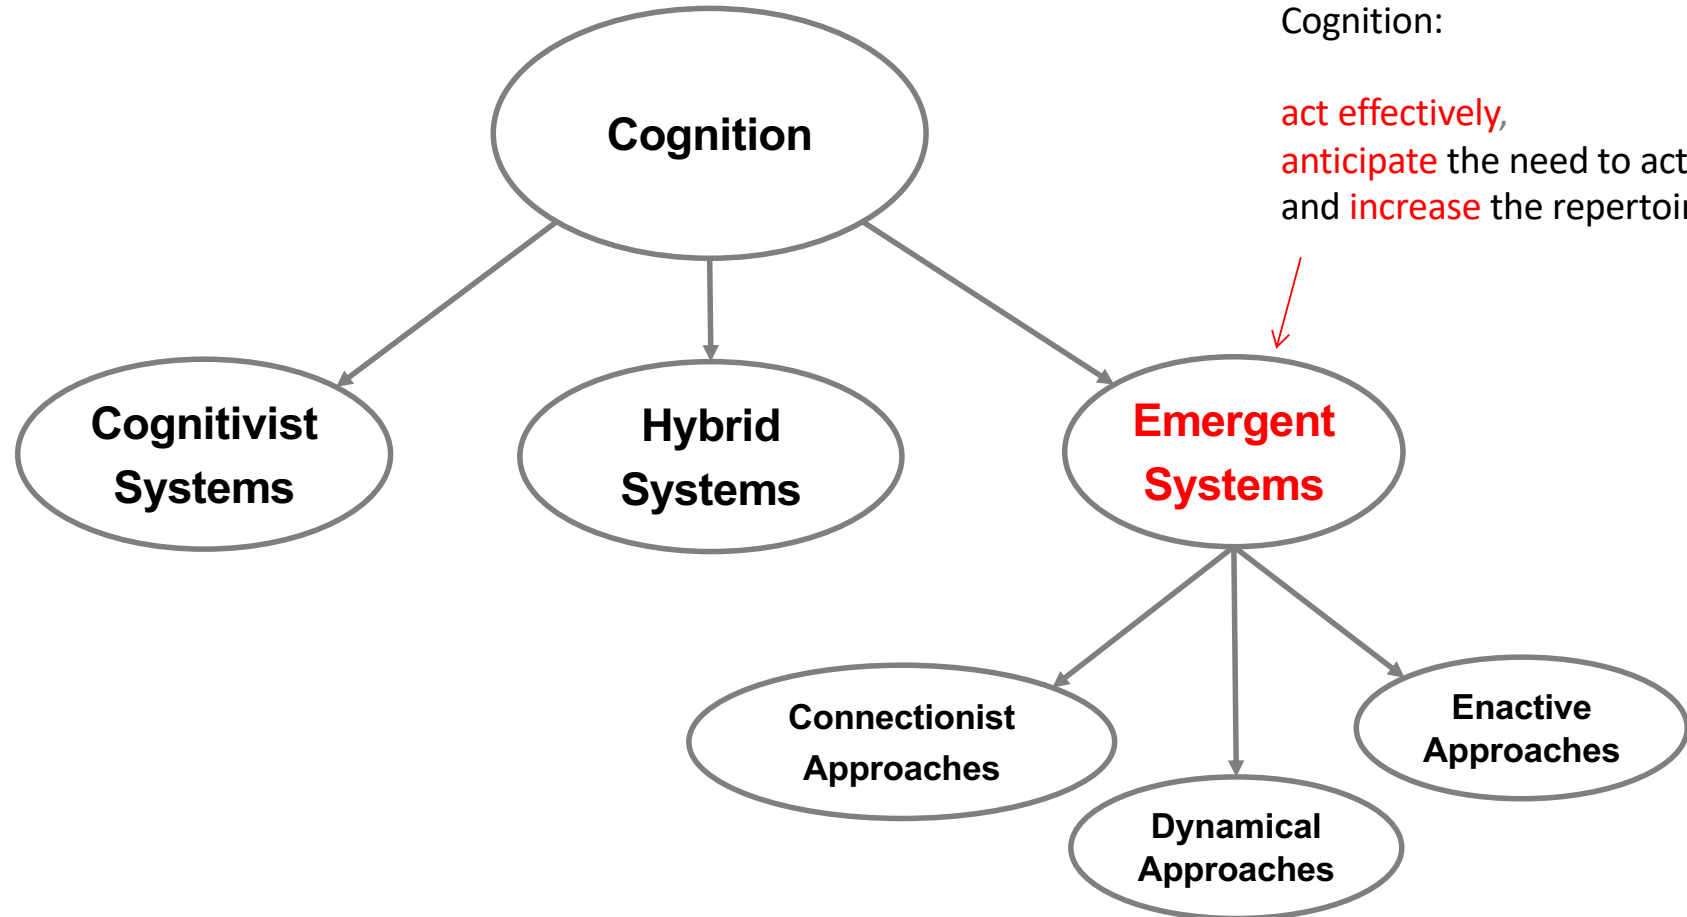 Cognition:
act effectively,
anticipate the need to act
and increase the
Cognition
Cognitivist
Systems
Hybrid
Systems
Emergent
Systems
Connectionist
Approaches
Dynamical
Approaches
Enactive
Approaches